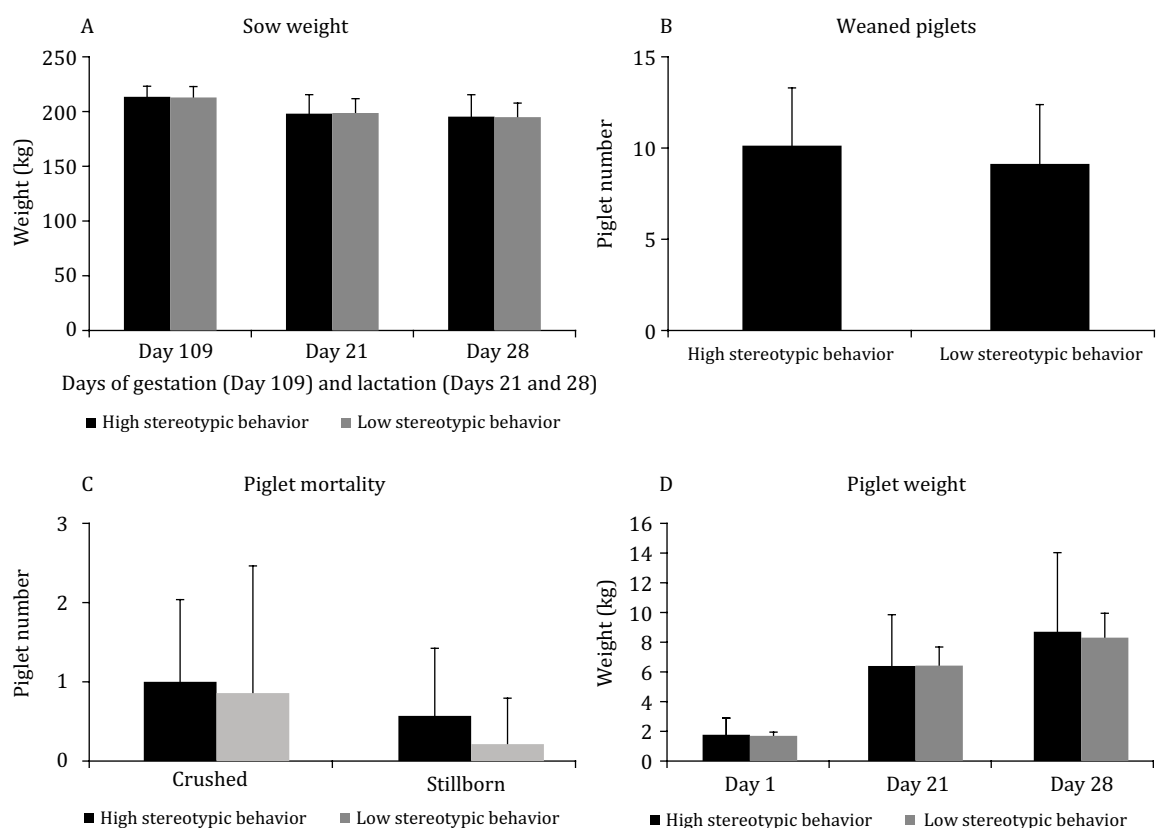 A Sow weight
250
200
150
100
50
0
Weight (kg)
Day 109 Day 21 Day 28
Days of gestation (Day 109) and lactation (Days 21 and 28)
High stereotypic behavior Low stereotypic behavior
B Weaned piglets
15
10
5
0
Piglet number
High stereotypic behavior Low stereotypic behavior
C Piglet mortality
3
2
1
0
Piglet number
Crushed Stillborn
High stereotypic behavior Low stereotypic behavior
D Piglet weight
16
14
12
10
8
6
4
2
0
Weight (kg)
Day 1 Day 21 Day 28
High stereotypic behavior Low stereotypic behavior